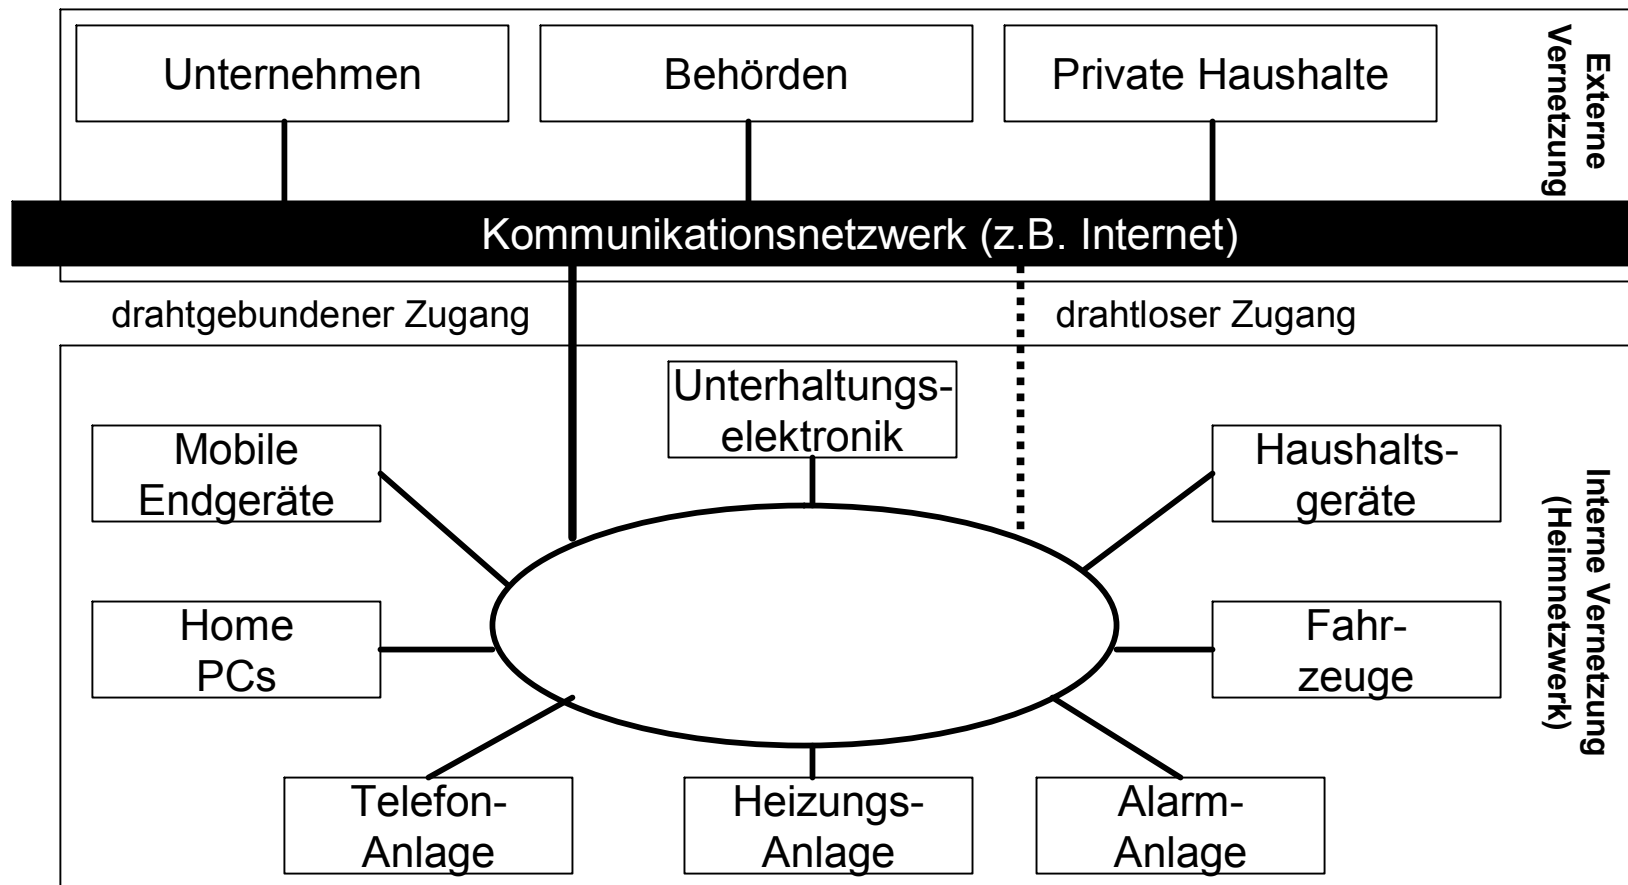 Unternehmen
Behörden
Private Haushalte
Externe
Vernetzung
Kommunikationsnetzwerk (z.B. Internet)
drahtgebundener Zugang
drahtloser Zugang
Unterhaltungs-
elektronik
Mobile
Endgeräte
Haushalts-
geräte
Interne Vernetzung
(Heimnetzwerk)
Home
PCs
Fahr-
zeuge
Telefon-
Anlage
Heizungs-
Anlage
Alarm-
Anlage